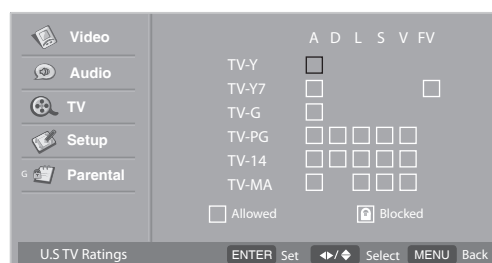 Video
Audio
TV
Setup
G Parental
A D L S V FV
TV-Y
TV-Y7
TV-G
TV-PG
TV-14
TV-MA
Allowed Blocked
U.S TV Ratings ENTER Set / Select MENU Back